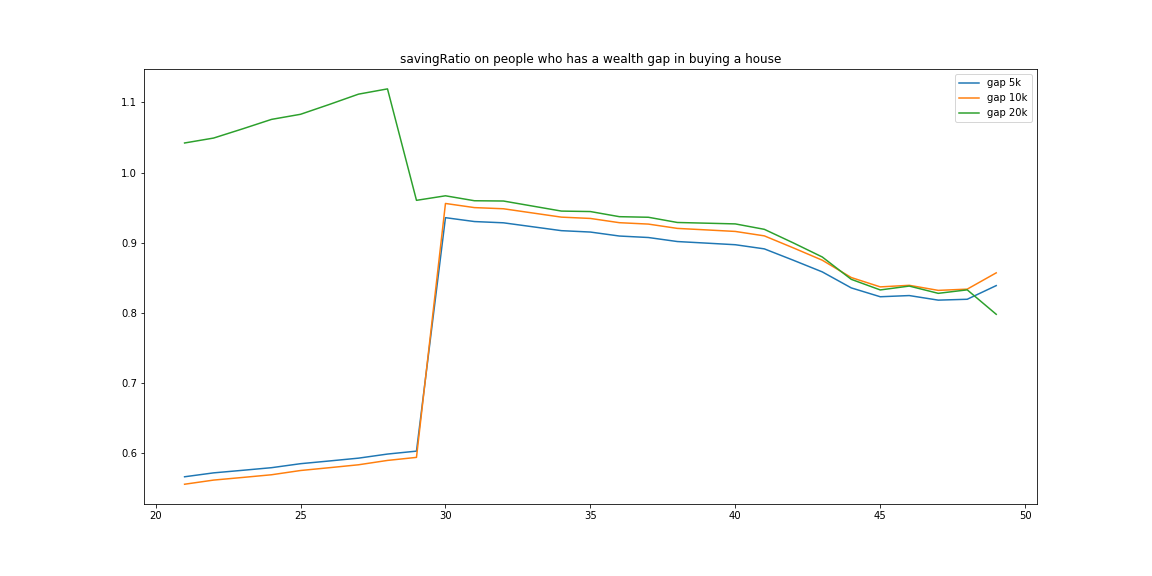 savingRatio on people who has a wealth gap in buying a house
gap 5k
gap 10k
gap 20k
1.1
1.0
0.9
0.8
0.7
0.6
20 25 30 35 40 45 50